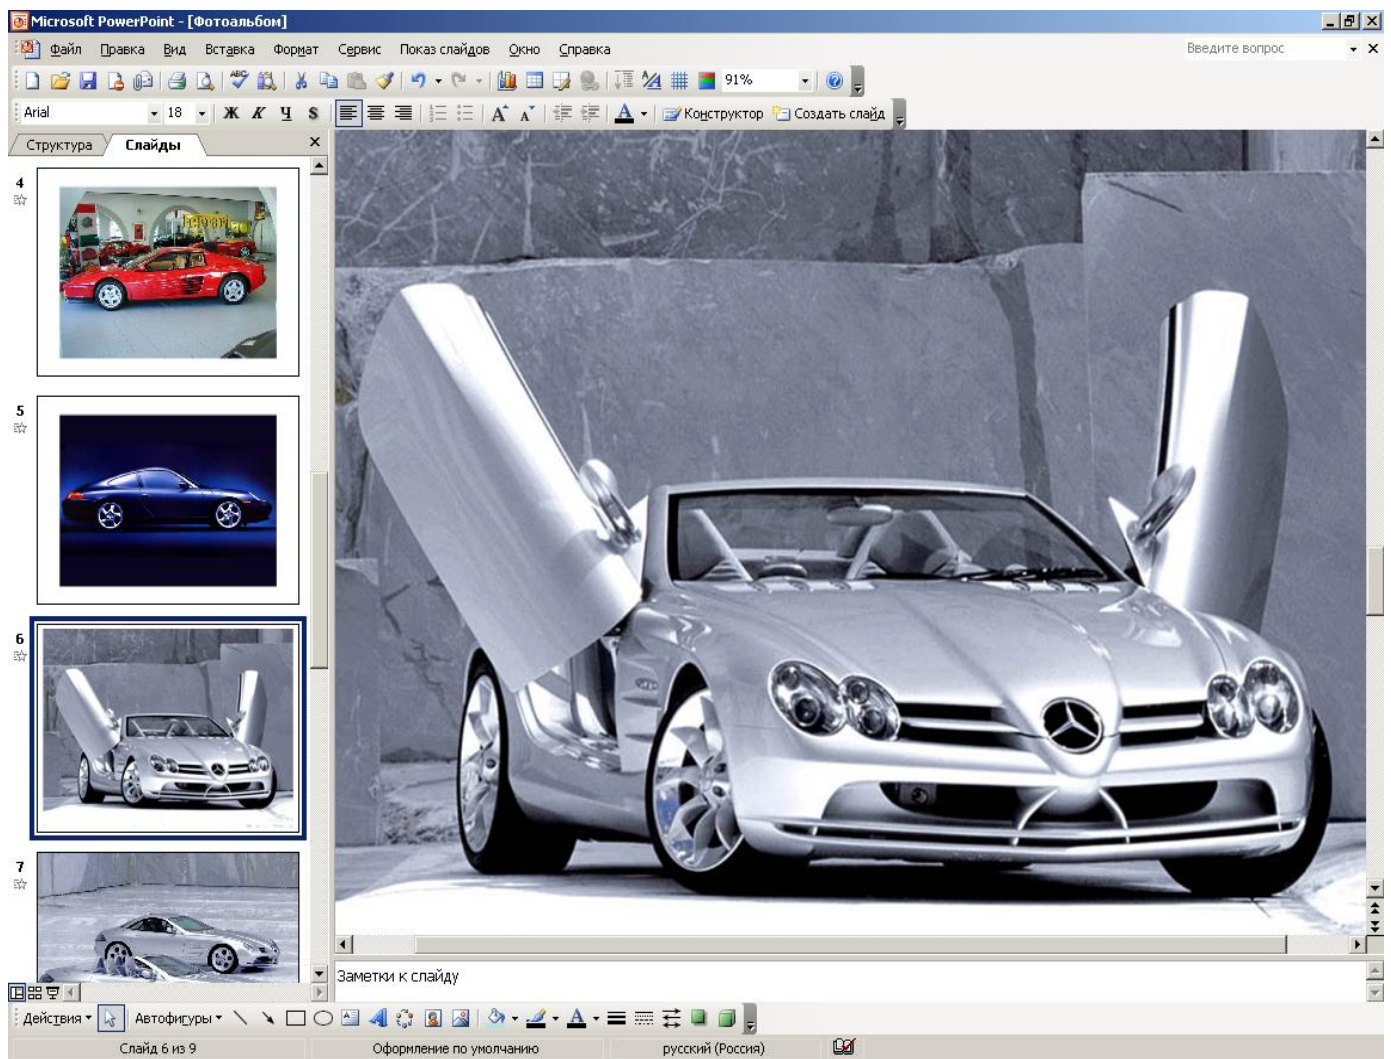 Microsoft PowerPoint - [Фотоальбом]
Файл Правка Вид Вставка Формат Сервис Показ слайдов Окно Справка Введите вопрос
91%
Arial 18 Ж К Ч S Конструктор Создать слайд
Структура Слайды
4
5
6
7
Заметки к слайду
Действия Автофигуры
Слайд 6 из 9 Оформление по умолчанию русский (Россия)